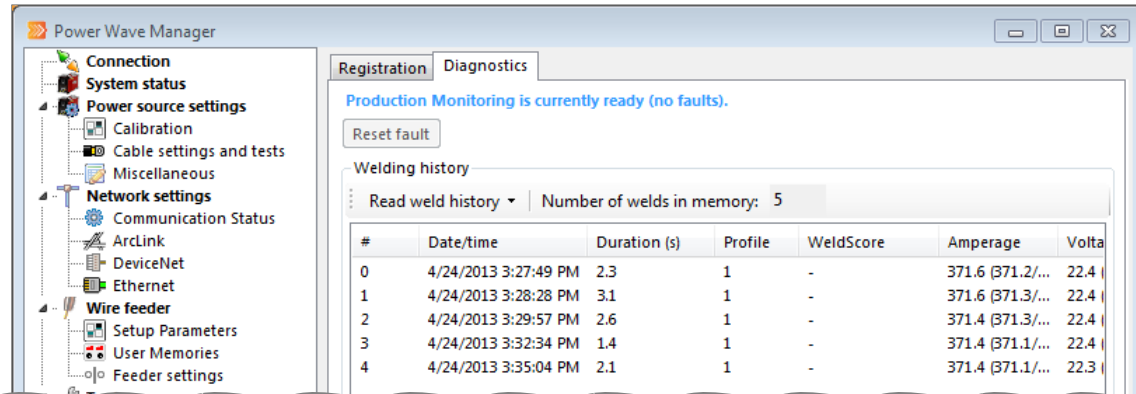 Power Wave Manager
Connection
System status
Power source settings
Calibration
Cable settings and tests
Miscellaneous
Network settings
Communication Status
ArcLink
DeviceNet
Ethernet
Wire feeder
Setup Parameters
User Memories
Feeder settings
Registration Diagnostics
Production Monitoring is currently ready (no faults).
Reset fault
Welding history
Read weld history Number of welds in memory: 5
# Date/time Duration (s) Profile WeldScore Amperage Volta
0 4/24/2013 3:27:49 PM 2.3 1 - 371.6 (371.2/... 22.4 (
1 4/24/2013 3:28:28 PM 3.1 1 - 371.6 (371.3/... 22.4 (
2 4/24/2013 3:29:57 PM 2.6 1 - 371.4 (371.3/... 22.4 (
3 4/24/2013 3:32:34 PM 1.4 1 - 371.4 (371.1/... 22.4 (
4 4/24/2013 3:35:04 PM 2.1 1 - 371.4 (371.1/... 22.3 (